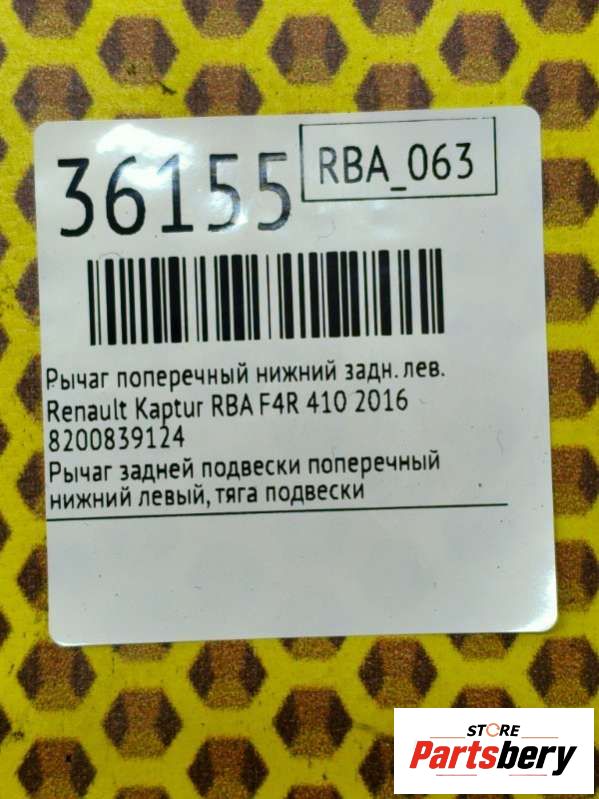 36155
RBA_063
Рычаг поперечный нижний задн. лев.
Renault Kaptur RBA F4R 410 2016
8200839124
Рычаг задней подвески поперечный
нижний левый, тяга подвески
STORE
Partsbery